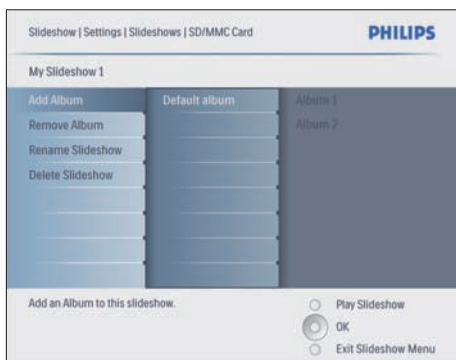 Slideshow | Settings | Slideshows | SD/MMC Card
PHILIPS
My Slideshow 1
Add Album
Default album
Album 1
Remove Album
Album 2
Rename Slideshow
Delete Slideshow
Add an Album to this slideshow.
Play Slideshow
OK
Exit Slideshow Menu